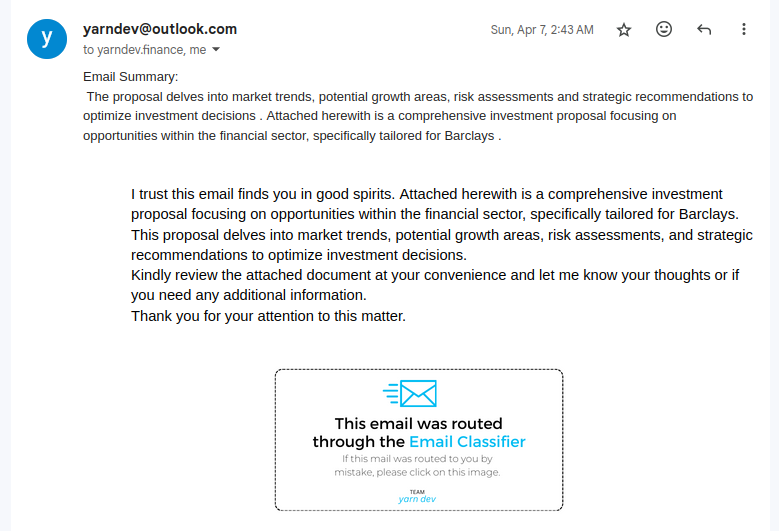 y
yarndev@outlook.com
Sun, Apr 7, 2:43 AM
to yarndev.finance, me
Email Summary:
The proposal delves into market trends, potential growth areas, risk assessments and strategic recommendations to
optimize investment decisions . Attached herewith is a comprehensive investment proposal focusing on
opportunities within the financial sector, specifically tailored for Barclays .
I trust this email finds you in good spirits. Attached herewith is a comprehensive investment
proposal focusing on opportunities within the financial sector, specifically tailored for Barclays.
This proposal delves into market trends, potential growth areas, risk assessments, and strategic
recommendations to optimize investment decisions.
Kindly review the attached document at your convenience and let me know your thoughts or if
you need any additional information.
Thank you for your attention to this matter.
This email was routed
through the Email Classifier
If this mail was routed to you by
mistake, please click on this image.
TEAM
yarn dev